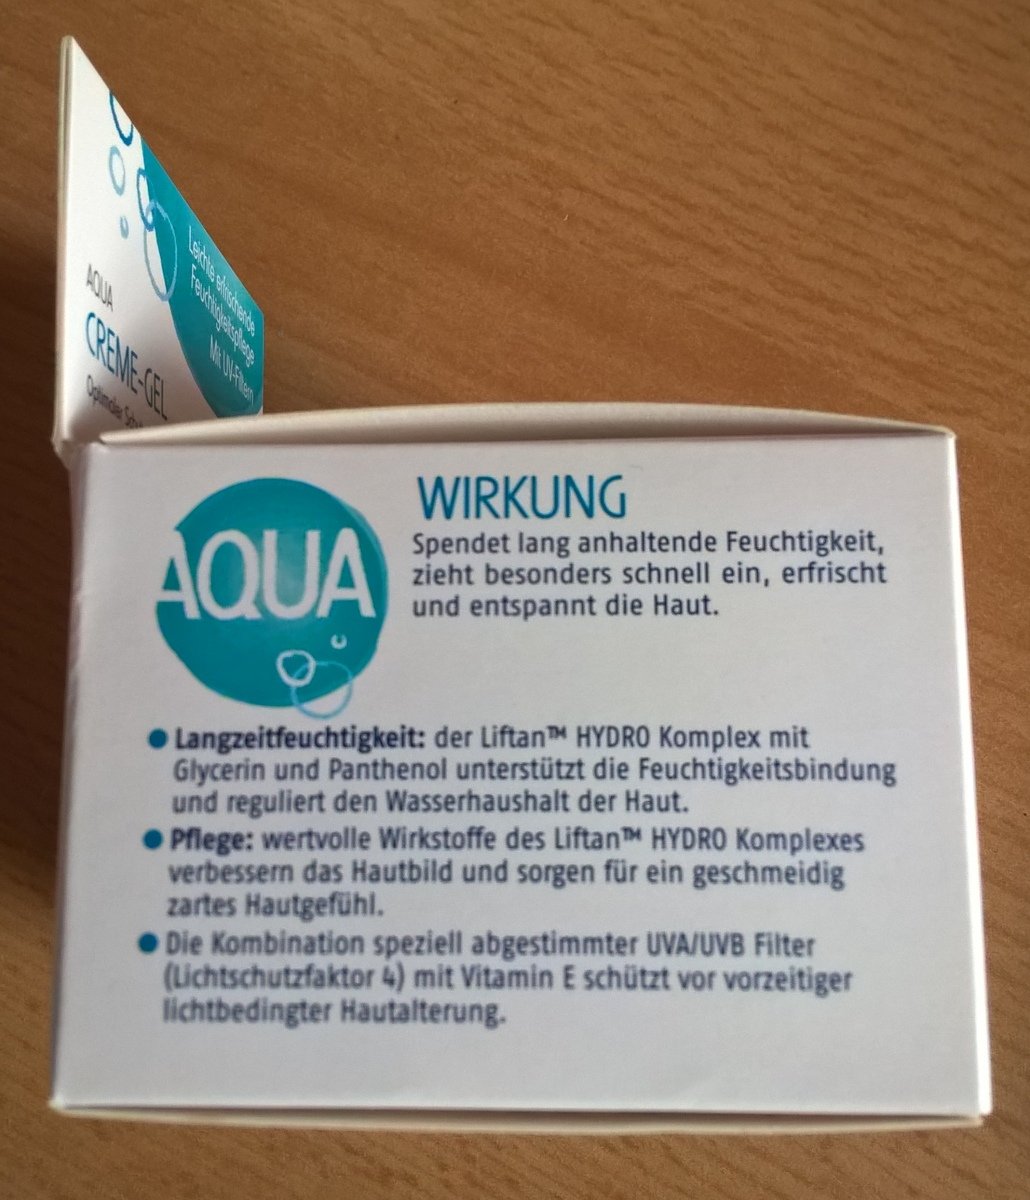 Leichte erfrischende
Feuchtigkeitspflege
Mit UV-Filtern
AQUA
CREME-GEL
Optimaler
AQUA
WIRKUNG
Spendet lang anhaltende Feuchtigkeit,
zieht besonders schnell ein, erfrischt
und entspannt die Haut.
Langzeitfeuchtigkeit: der Liftan™ HYDRO Komplex mit
Glycerin und Panthenol unterstützt die Feuchtigkeitsbindung
und reguliert den Wasserhaushalt der Haut.
Pflege: wertvolle Wirkstoffe des Liftan™ HYDRO Komplexes
verbessern das Hautbild und sorgen für ein geschmeidig
zartes Hautgefühl.
Die Kombination speziell abgestimmter UVA/UVB Filter
(Lichtschutzfaktor 4) mit Vitamin E schützt vor vorzeitiger
lichtbedingter Hautalterung.